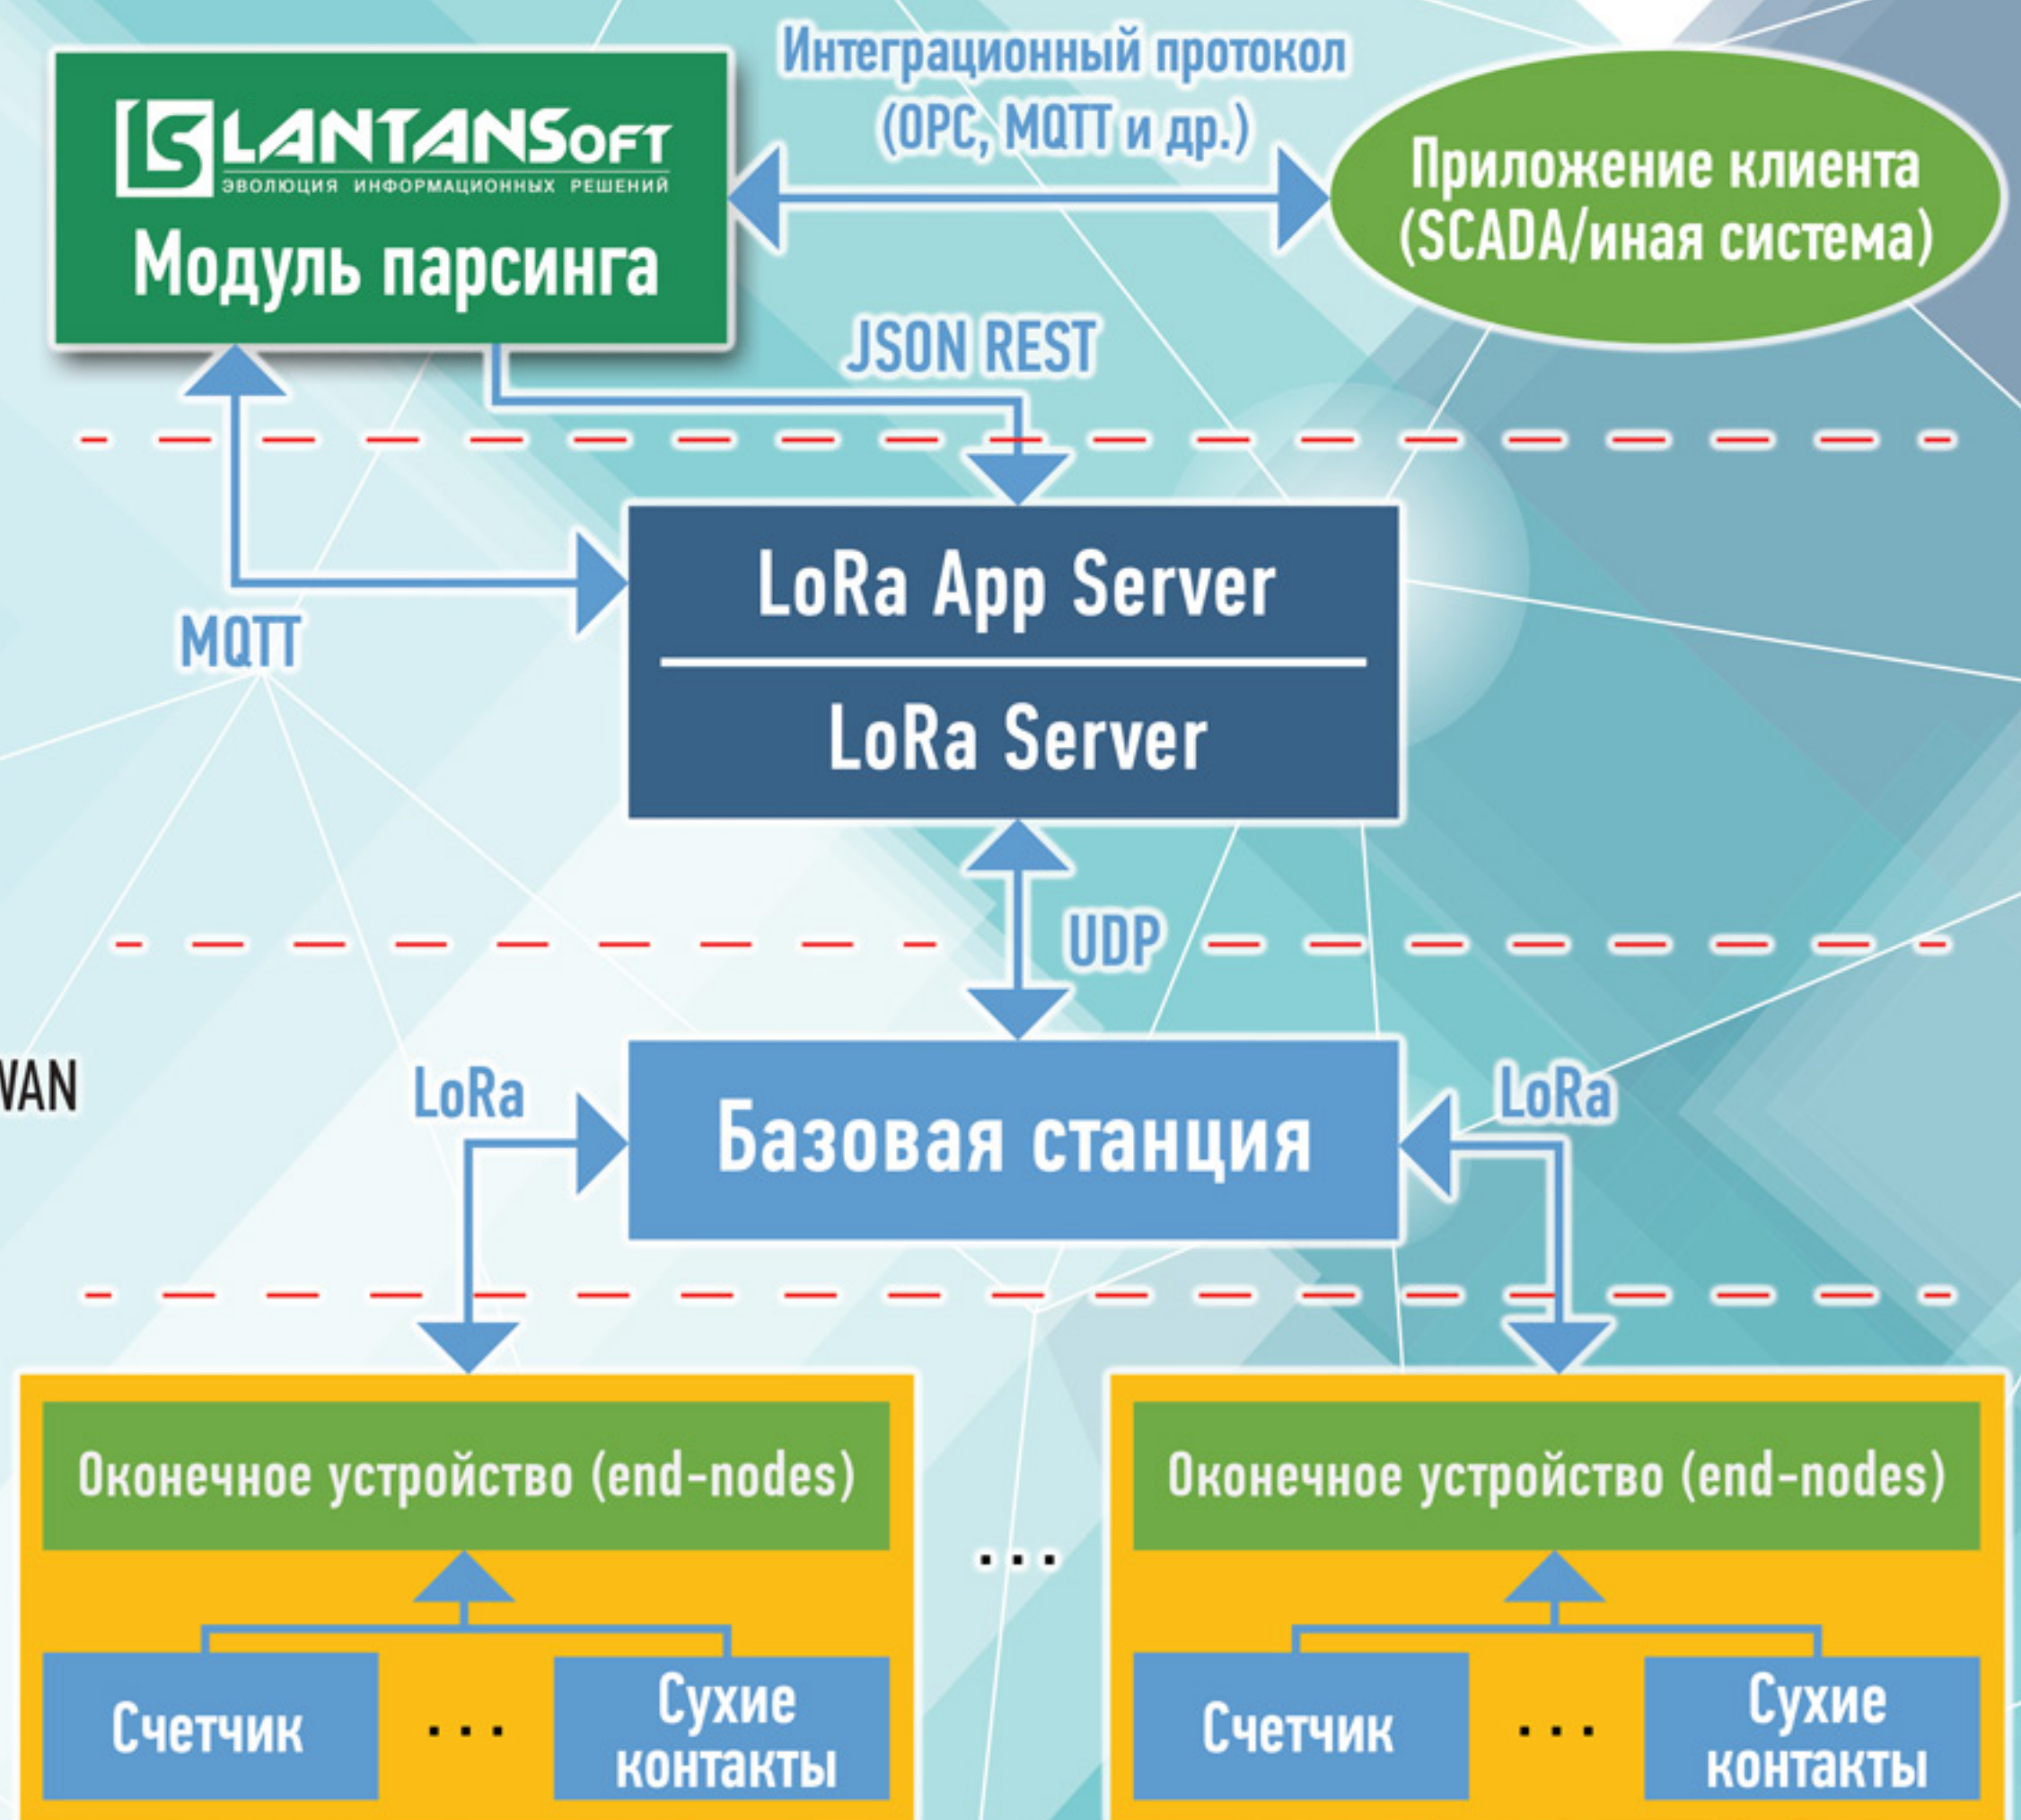 Интеграционный протокол
(OPC, MQTT и др.)
LANTANSOFT
ЭВОЛЮЦИЯ ИНФОРМАЦИОННЫХ РЕШЕНИЙ
Модуль парсинга
Приложение клиента
(SCADA/иная система)
JSON REST
LoRa App Server
MQTT
LoRa Server
UDP
WAN
LoRa
LoRa
Базовая станция
Оконечное устройство (end-nodes)
Оконечное устройство (end-nodes)
...
Счетчик
...
Сухие
контакты
Счетчик
...
Сухие
контакты